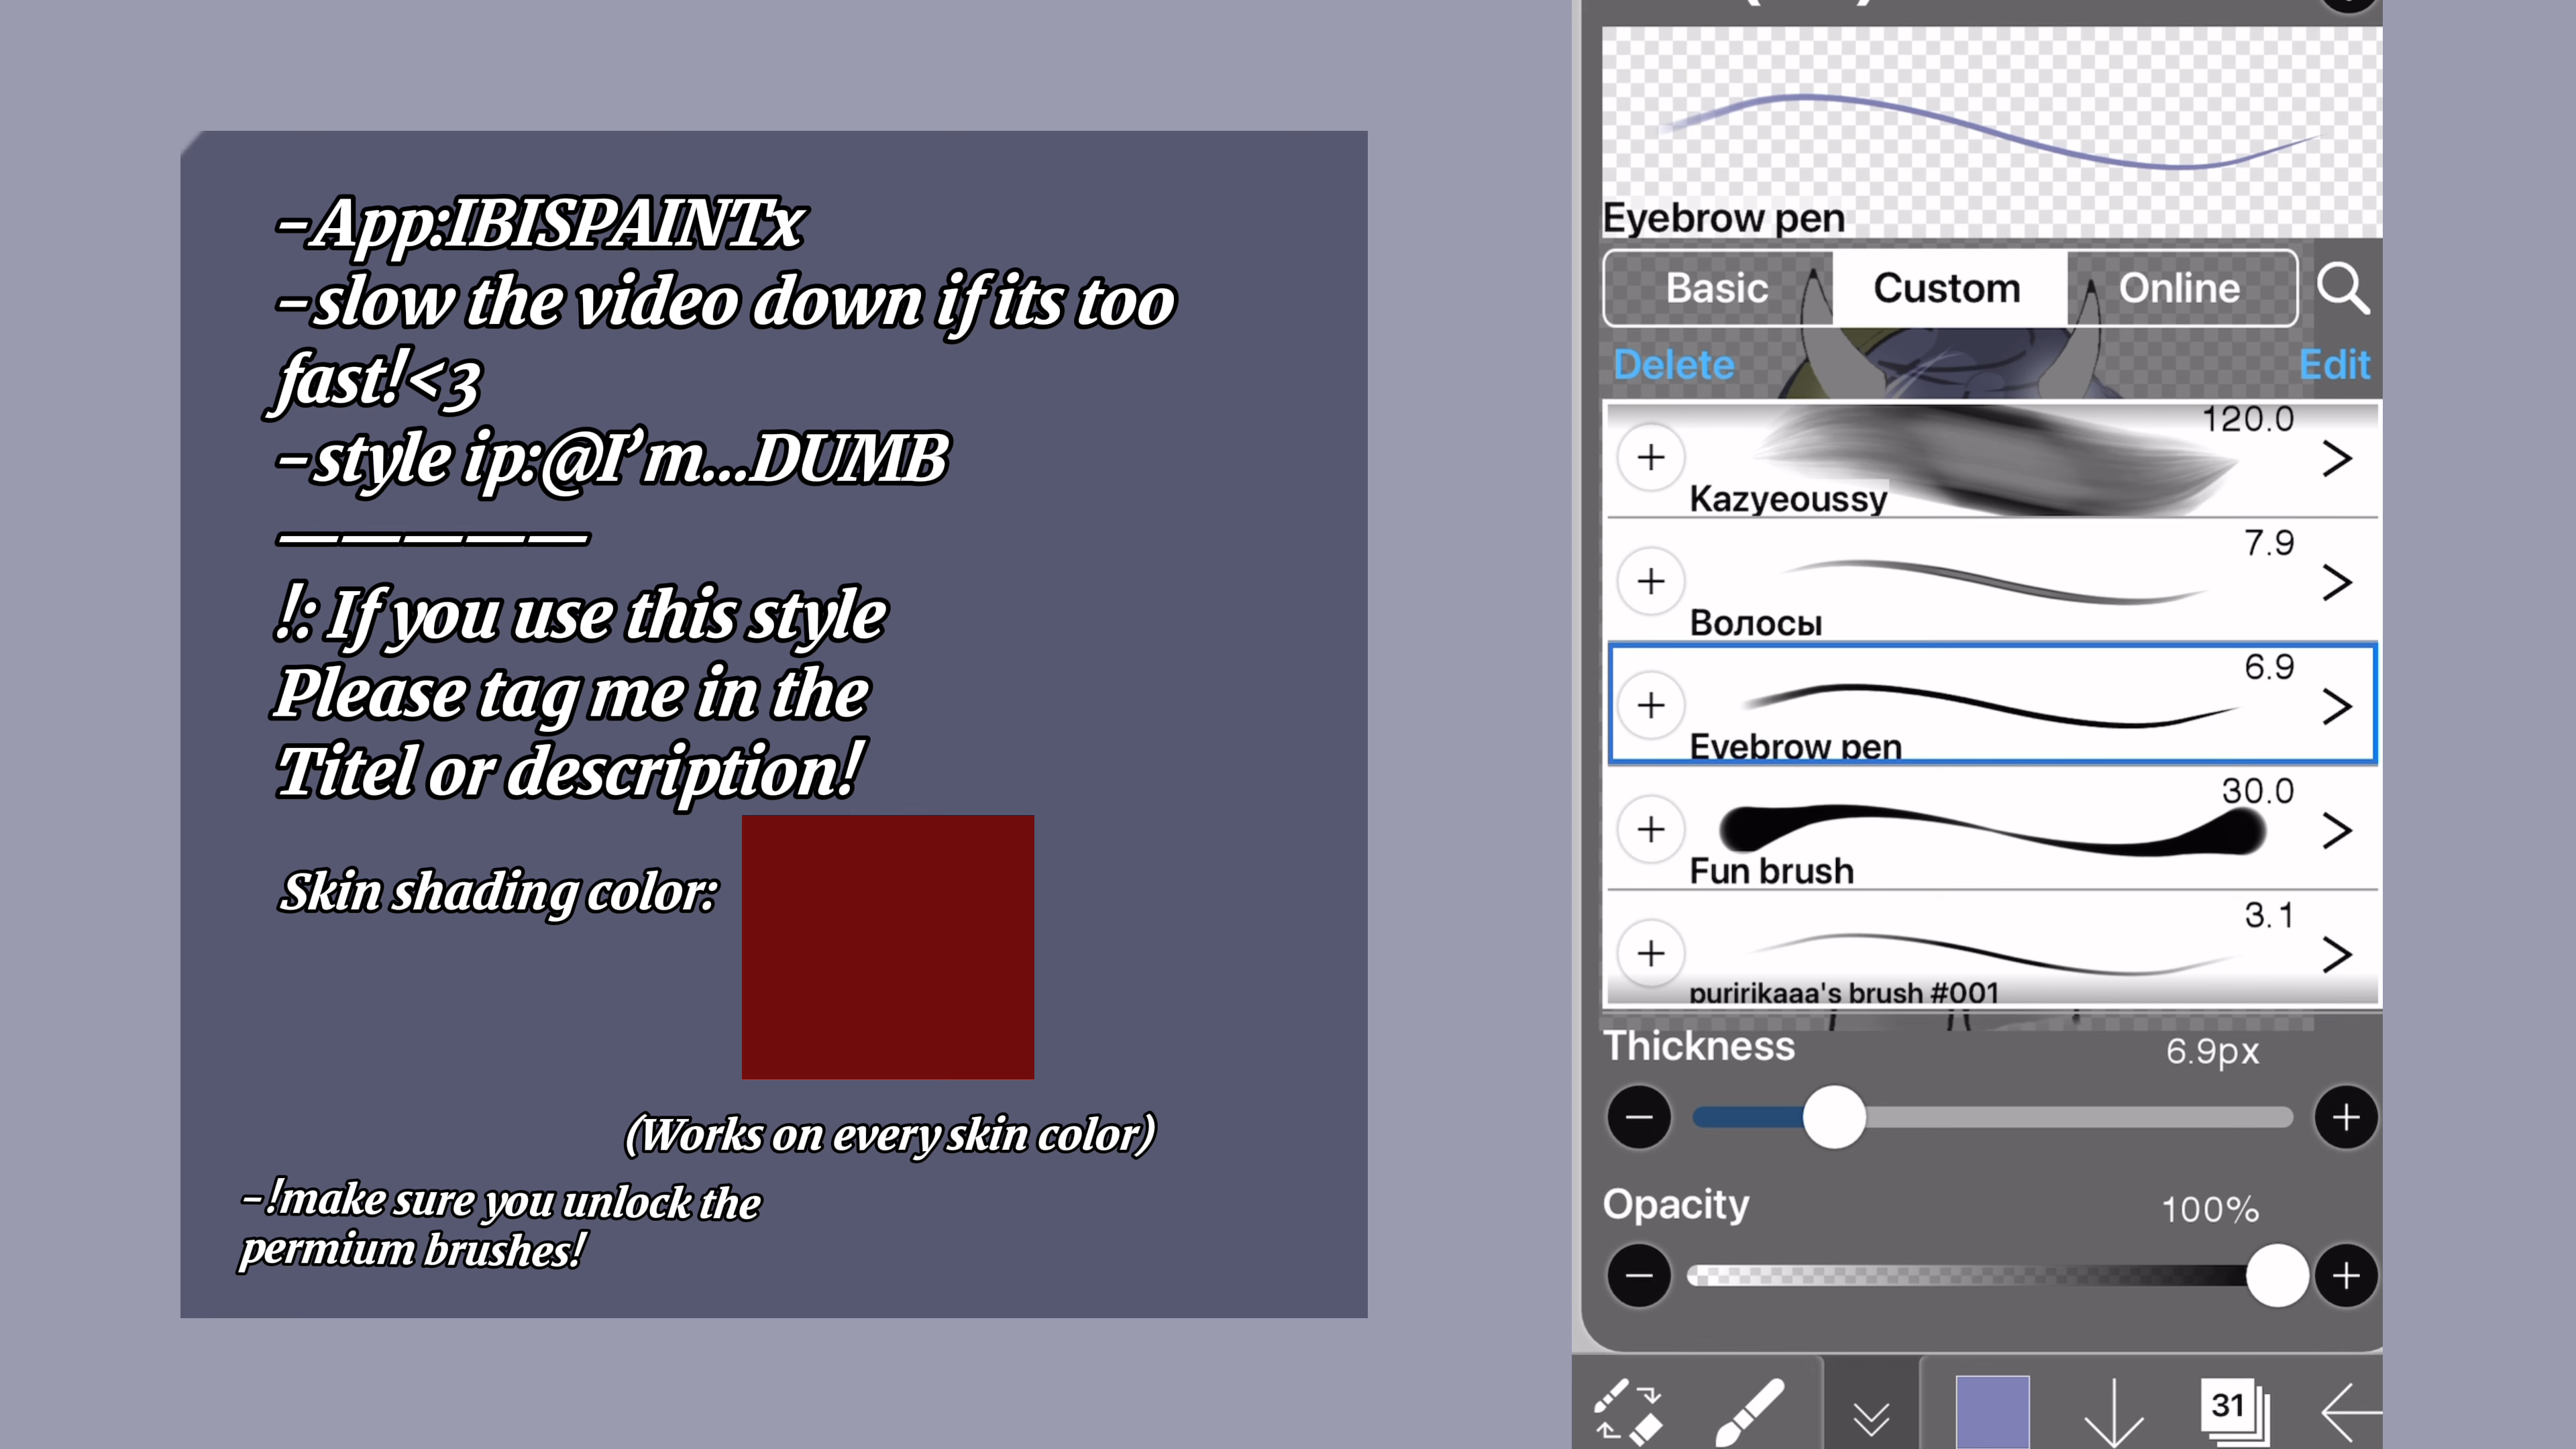 -App:IBISPAINTx
-slow the video down if its too
fast!<3
-style ip:@I'm...DUMB
——————
!: If you use this style
Please tag me in the
Titel or description!
Skin shading color:
(Works on every skin color)
-!make sure you unlock the
permium brushes!
Eyebrow pen
Basic Custom Online
Delete Edit
120.0
Kazyeoussy
7.9
Волосы
6.9
Eyebrow pen
30.0
Fun brush
3.1
puririkaaa's brush #001
Thickness 6.9px
Opacity 100%
31